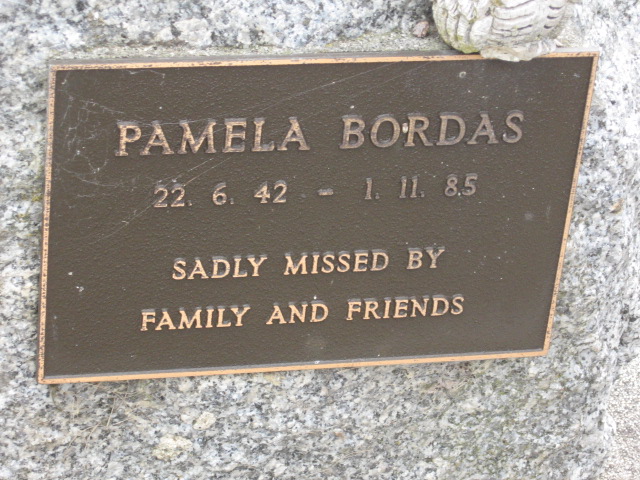 PAMELA BORDAS
22. 6. 42 - 1. 11. 85
SADLY MISSED BY
FAMILY AND FRIENDS